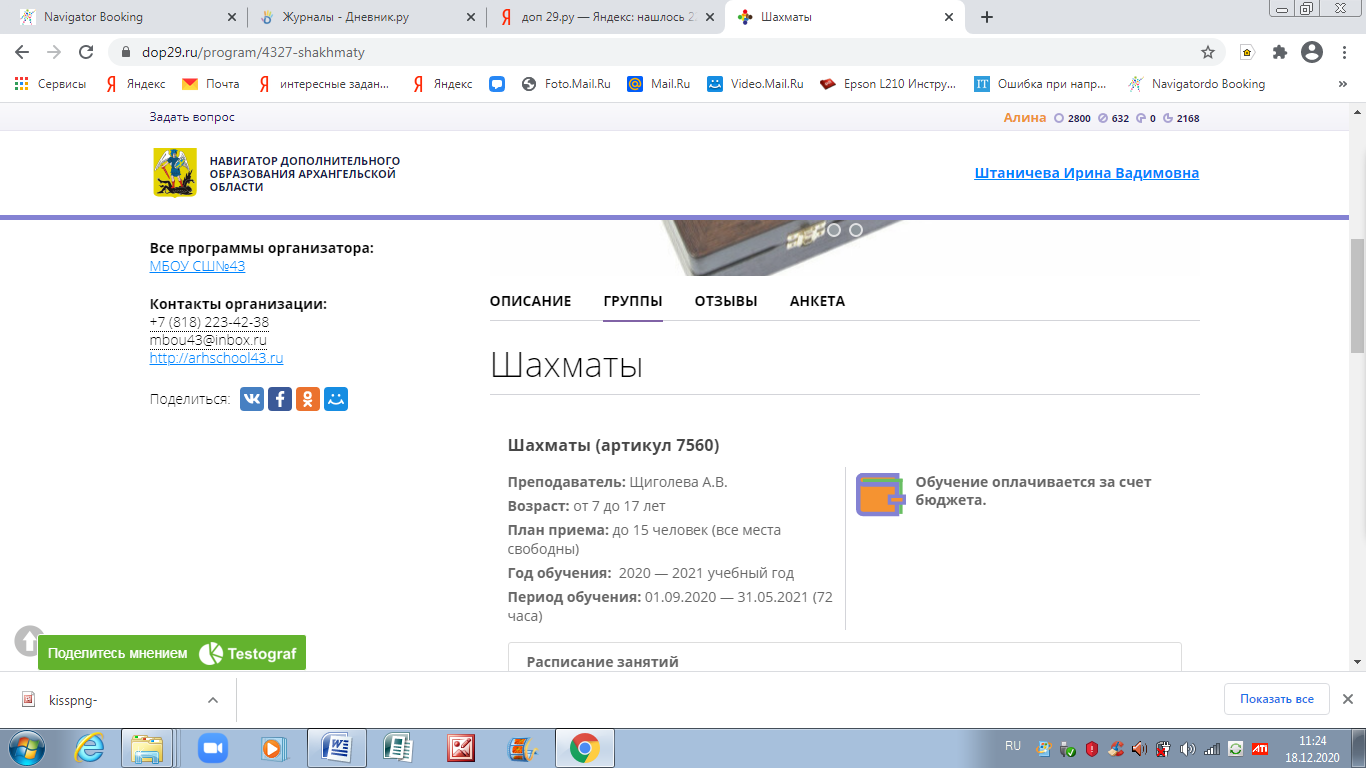 Navigator Booking
Журналы - Дневник.ру
доп 29.ру — Яндекс: нашлось 2
Шахматы
dop29.ru/program/4327-shakhmaty
Сервисы
Яндекс
Почта
интересные задан...
Яндекс
Foto.Mail.Ru
Mail.Ru
Video.Mail.Ru
Epson L210 Инстру...
Ошибка при напр...
Navigatordo Booking
Задать вопрос
Алина 2800 632 0 2168
НАВИГАТОР ДОПОЛНИТЕЛЬНОГО
ОБРАЗОВАНИЯ АРХАНГЕЛЬСКОЙ
ОБЛАСТИ
Штаничева Ирина Вадимовна
Все программы организатора:
МБОУ СШ№43
Контакты организации:
+7 (818) 223-42-38
mbou43@inbox.ru
http://arhschool43.ru
Поделиться:
ОПИСАНИЕ ГРУППЫ ОТЗЫВЫ АНКЕТА
Шахматы
Шахматы (артикул 7560)
Преподаватель: Щиголева А.В.
Возраст: от 7 до 17 лет
План приема: до 15 человек (все места
свободны)
Год обучения: 2020 — 2021 учебный год
Период обучения: 01.09.2020 — 31.05.2021 (72
часа)
Обучение оплачивается за счет
бюджета.
Расписание занятий
Поделитесь мнением Testograf
kisspng-
Показать все
RU
11:24
18.12.2020